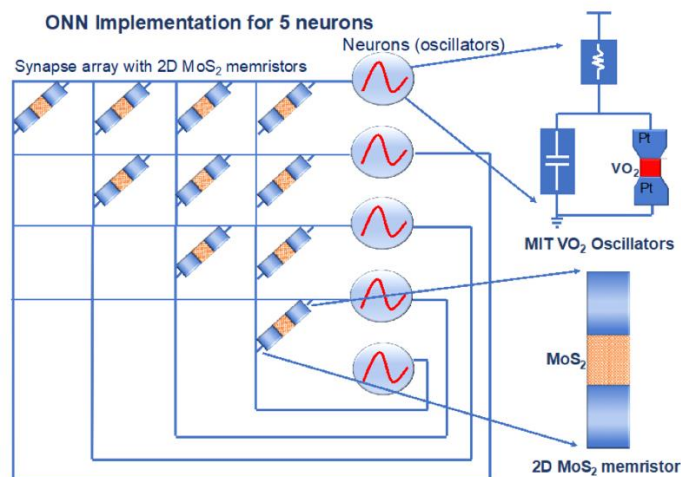 ONN Implementation for 5 neurons
Neurons (oscillators)
Synapse array with 2D MoS₂ memristors
Pt
VO₂
Pt
MIT VO₂ Oscillators
MoS₂
2D MoS₂ memristor